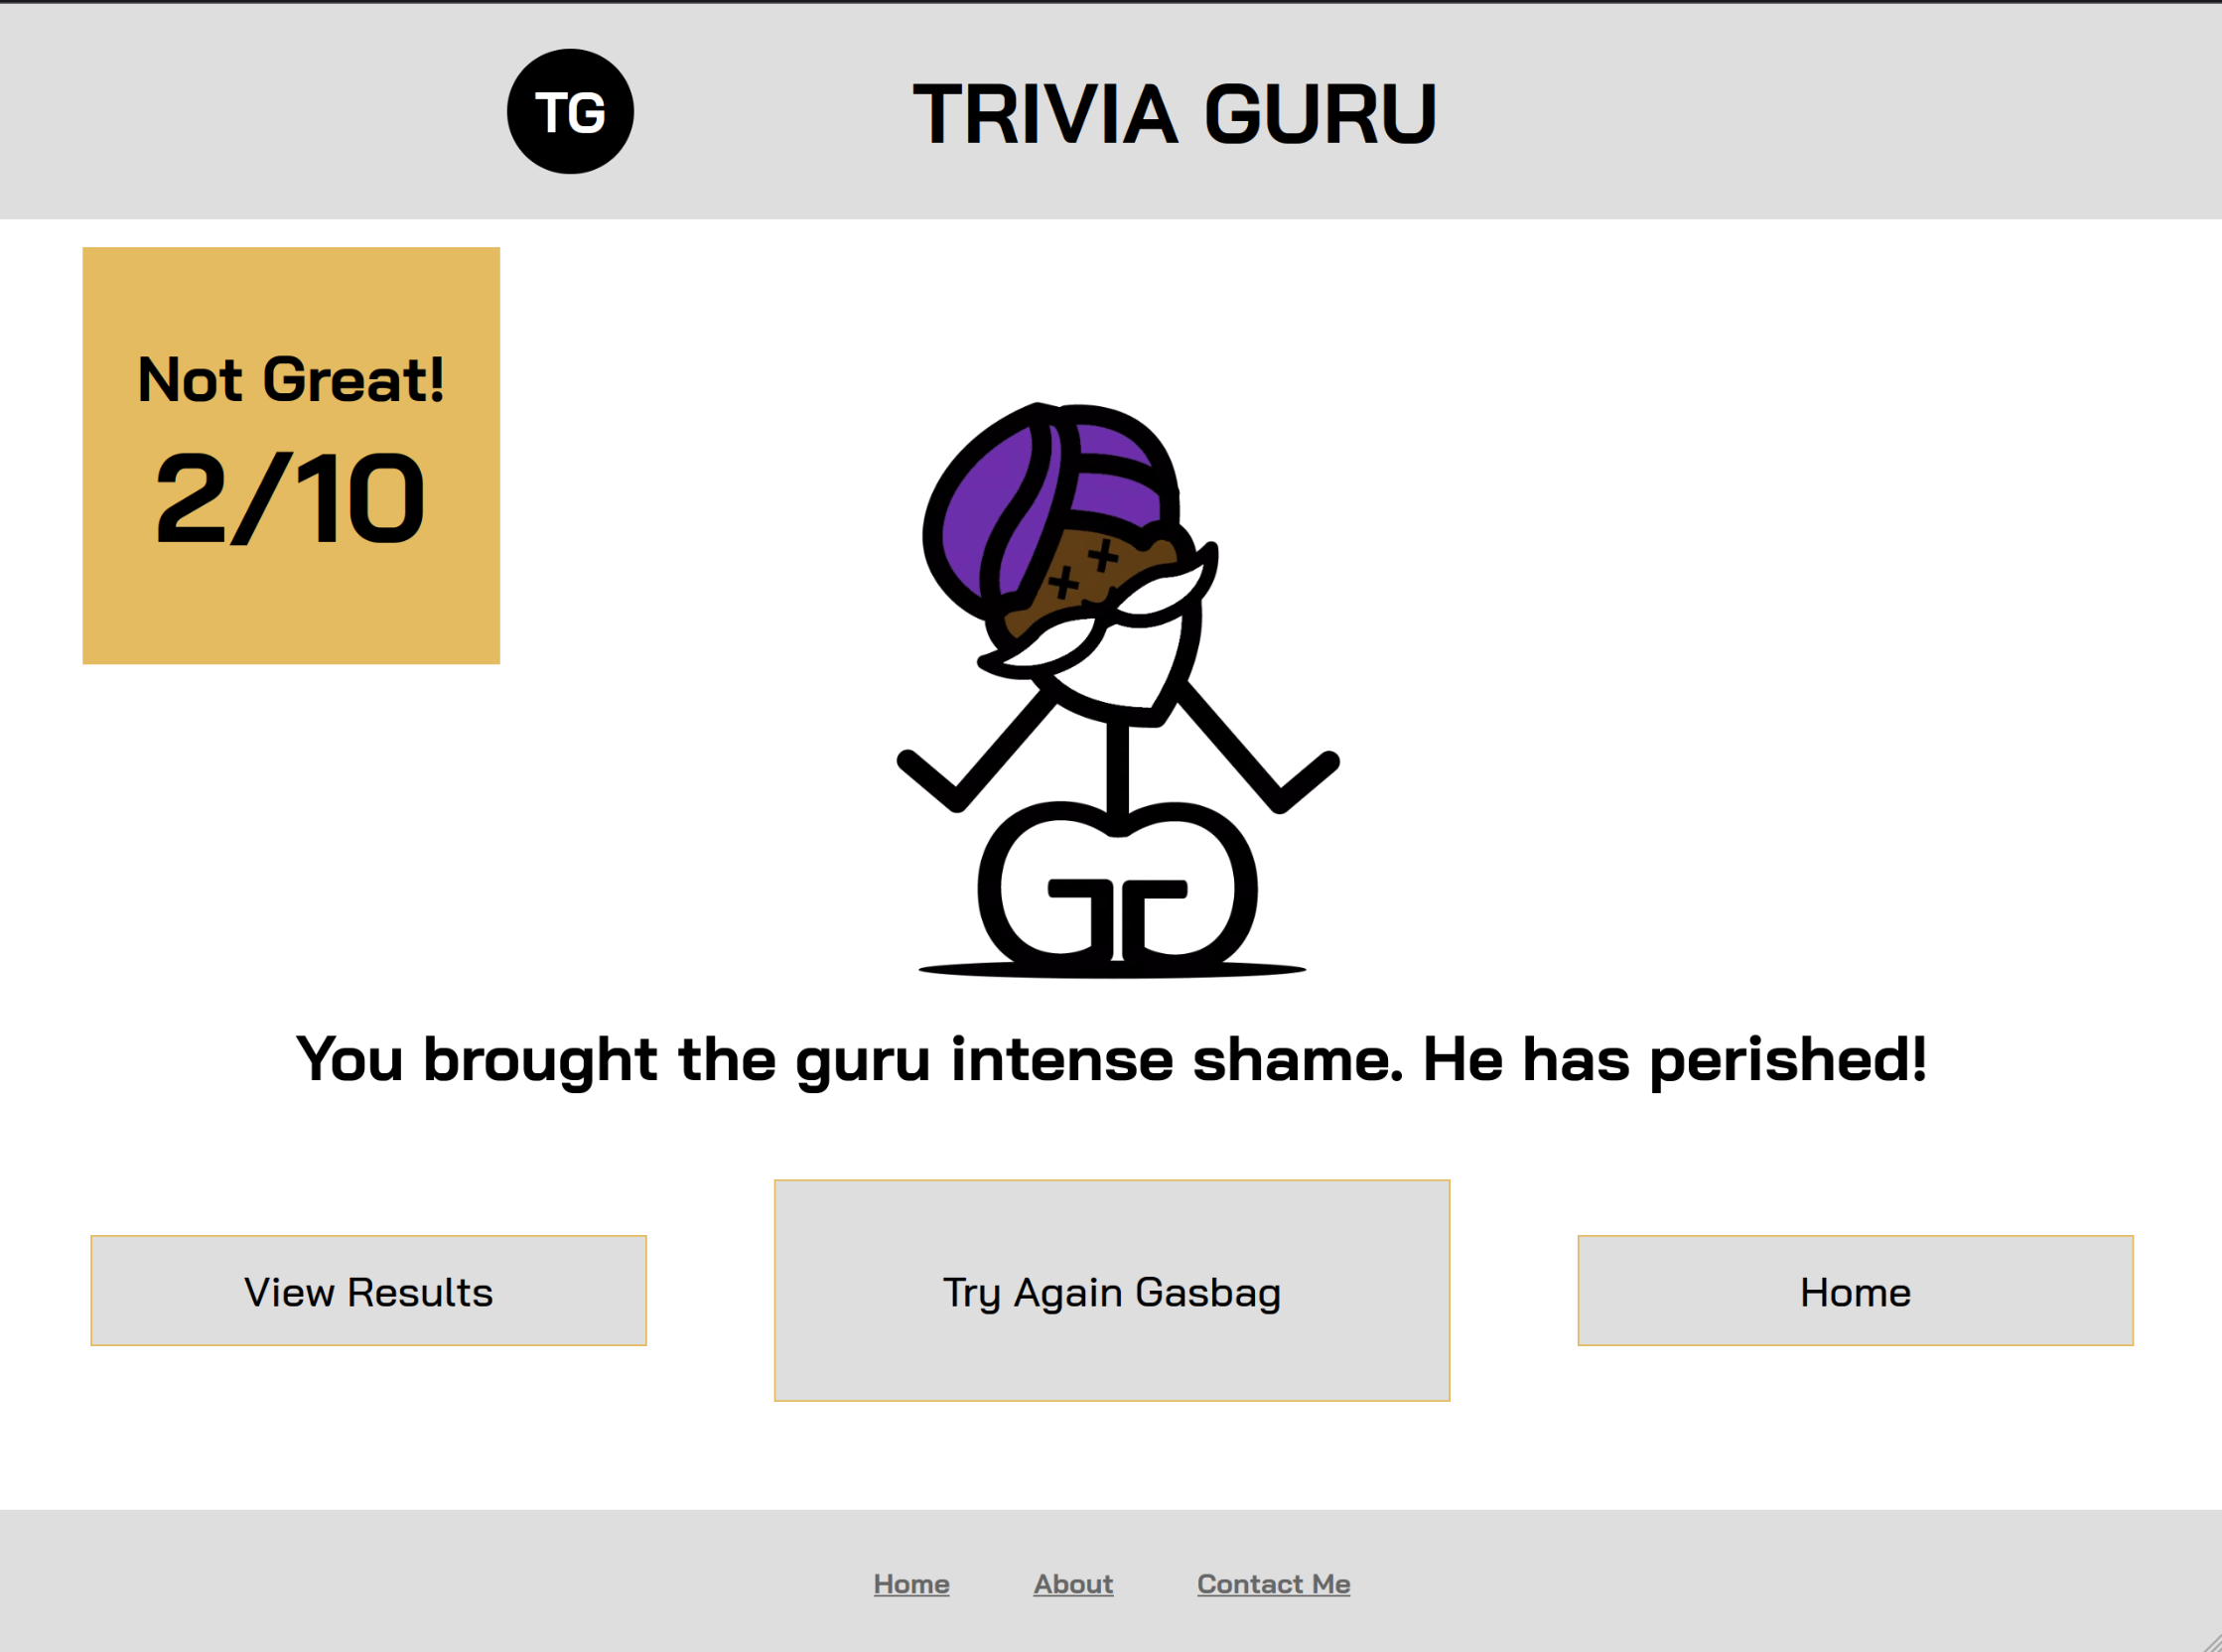 TG
TRIVIA GURU
Not Great!
2/10
You brought the guru intense shame. He has perished!
View Results
Try Again Gasbag
Home
Home About Contact Me